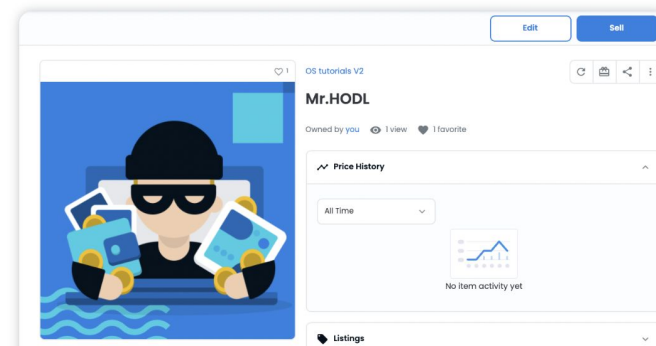 Edit
Sell
1
OS tutorials V2
Mr.HODL
Owned by you 1 view 1 favorite
Price History
All Time
No item activity yet
Listings